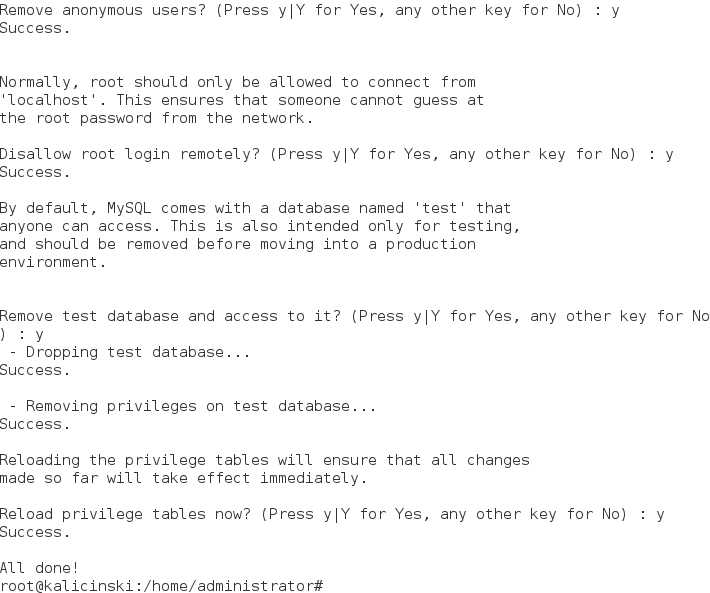 Remove anonymous users? (Press y|Y for Yes, any other key for No) : y
Success.
Normally, root should only be allowed to connect from
'localhost'. This ensures that someone cannot guess at
the root password from the network.
Disallow root login remotely? (Press y|Y for Yes, any other key for No) : y
Success.
By default, MySQL comes with a database named 'test' that
anyone can access. This is also intended only for testing,
and should be removed before moving into a production
environment.
Remove test database and access to it? (Press y|Y for Yes, any other key for No
) : y
 - Dropping test database...
Success.
 - Removing privileges on test database...
Success.
Reloading the privilege tables will ensure that all changes
made so far will take effect immediately.
Reload privilege tables now? (Press y|Y for Yes, any other key for No) : y
Success.
All done!
root@kalicinski:/home/administrator#